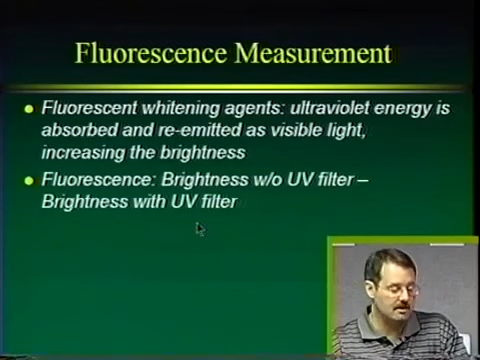 Fluorescence Measurement
Fluorescent whitening agents: ultraviolet energy is
absorbed and re-emitted as visible light,
increasing the brightness
Fluorescence: Brightness w/o UV filter –
Brightness with UV filter